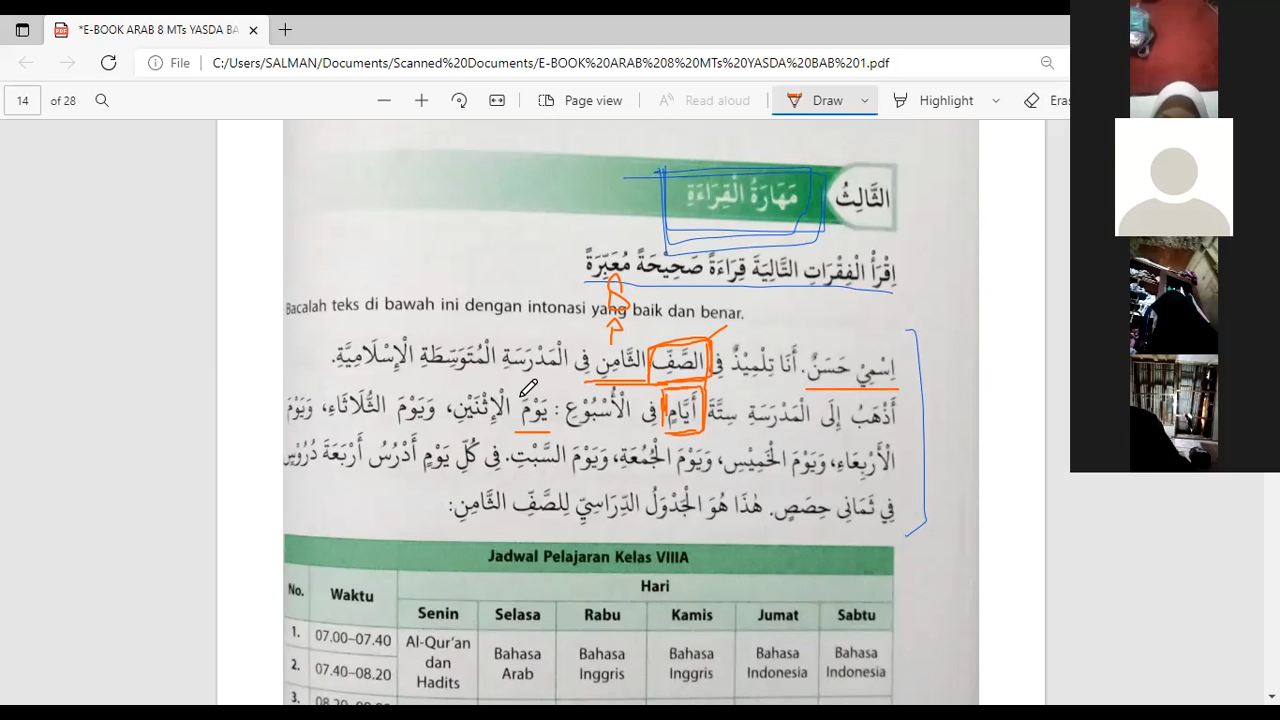 *E-BOOK ARAB 8 MTs YASDA BA
File C:/Users/SALMAN/Documents/Scanned%20Documents/E-BOOK%20ARAB%208%20MTs%20YASDA%20BAB%201.pdf
14 of 28 Page view Read aloud Draw Highlight Eras
الثَّالِثُ مَهَارَةُ الْقِرَاءَةِ
اِقْرَأْ الْفِقْرَاتِ التَّالِيَةَ قِرَاءَةً صَحِيْحَةً مُعَبِّرَةً
Bacalah teks di bawah ini dengan intonasi yang baik dan benar.
اِسْمِيْ حَسَنٌ. أَنَا تِلْمِيْذٌ فِى الصَّفِّ الثَّامِنِ فِى الْمَدْرَسَةِ الْمُتَوَسِّطَةِ الْإِسْلَامِيَّةِ.
أَذْهَبُ إِلَى الْمَدْرَسَةِ سِتَّةَ أَيَّامٍ فِى الْأُسْبُوْعِ : يَوْمَ الْإِثْنَيْنِ، وَيَوْمَ الثُّلَاثَاءِ، وَيَوْمَ
الْأَرْبِعَاءِ، وَيَوْمَ الْخَمِيْسِ، وَيَوْمَ الْجُمُعَةِ، وَيَوْمَ السَّبْتِ. فِى كُلِّ يَوْمٍ أَدْرُسُ أَرْبَعَةَ دُرُوْسٍ
فِي ثَمَانِى حِصَصٍ. هٰذَا هُوَ الْجَدْوَلُ الدِّرَاسِيِّ لِلصَّفِّ الثَّامِنِ:
Jadwal Pelajaran Kelas VIIIA
No. Waktu Hari
Senin Selasa Rabu Kamis Jumat Sabtu
1. 07.00–07.40 Al-Qur'an dan Hadits Bahasa Arab Bahasa Inggris Bahasa Inggris Bahasa Indonesia Bahasa Indonesia
2. 07.40–08.20
3.